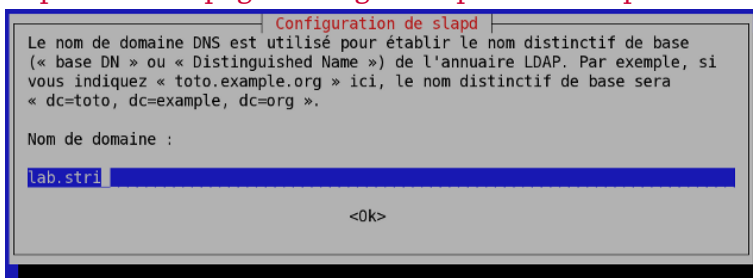 Configuration de slapd
Le nom de domaine DNS est utilisé pour établir le nom distinctif de base
(« base DN » ou « Distinguished Name ») de l'annuaire LDAP. Par exemple, si
vous indiquez « toto.example.org » ici, le nom distinctif de base sera
« dc=toto, dc=example, dc=org ».
Nom de domaine :
lab.stri
<Ok>